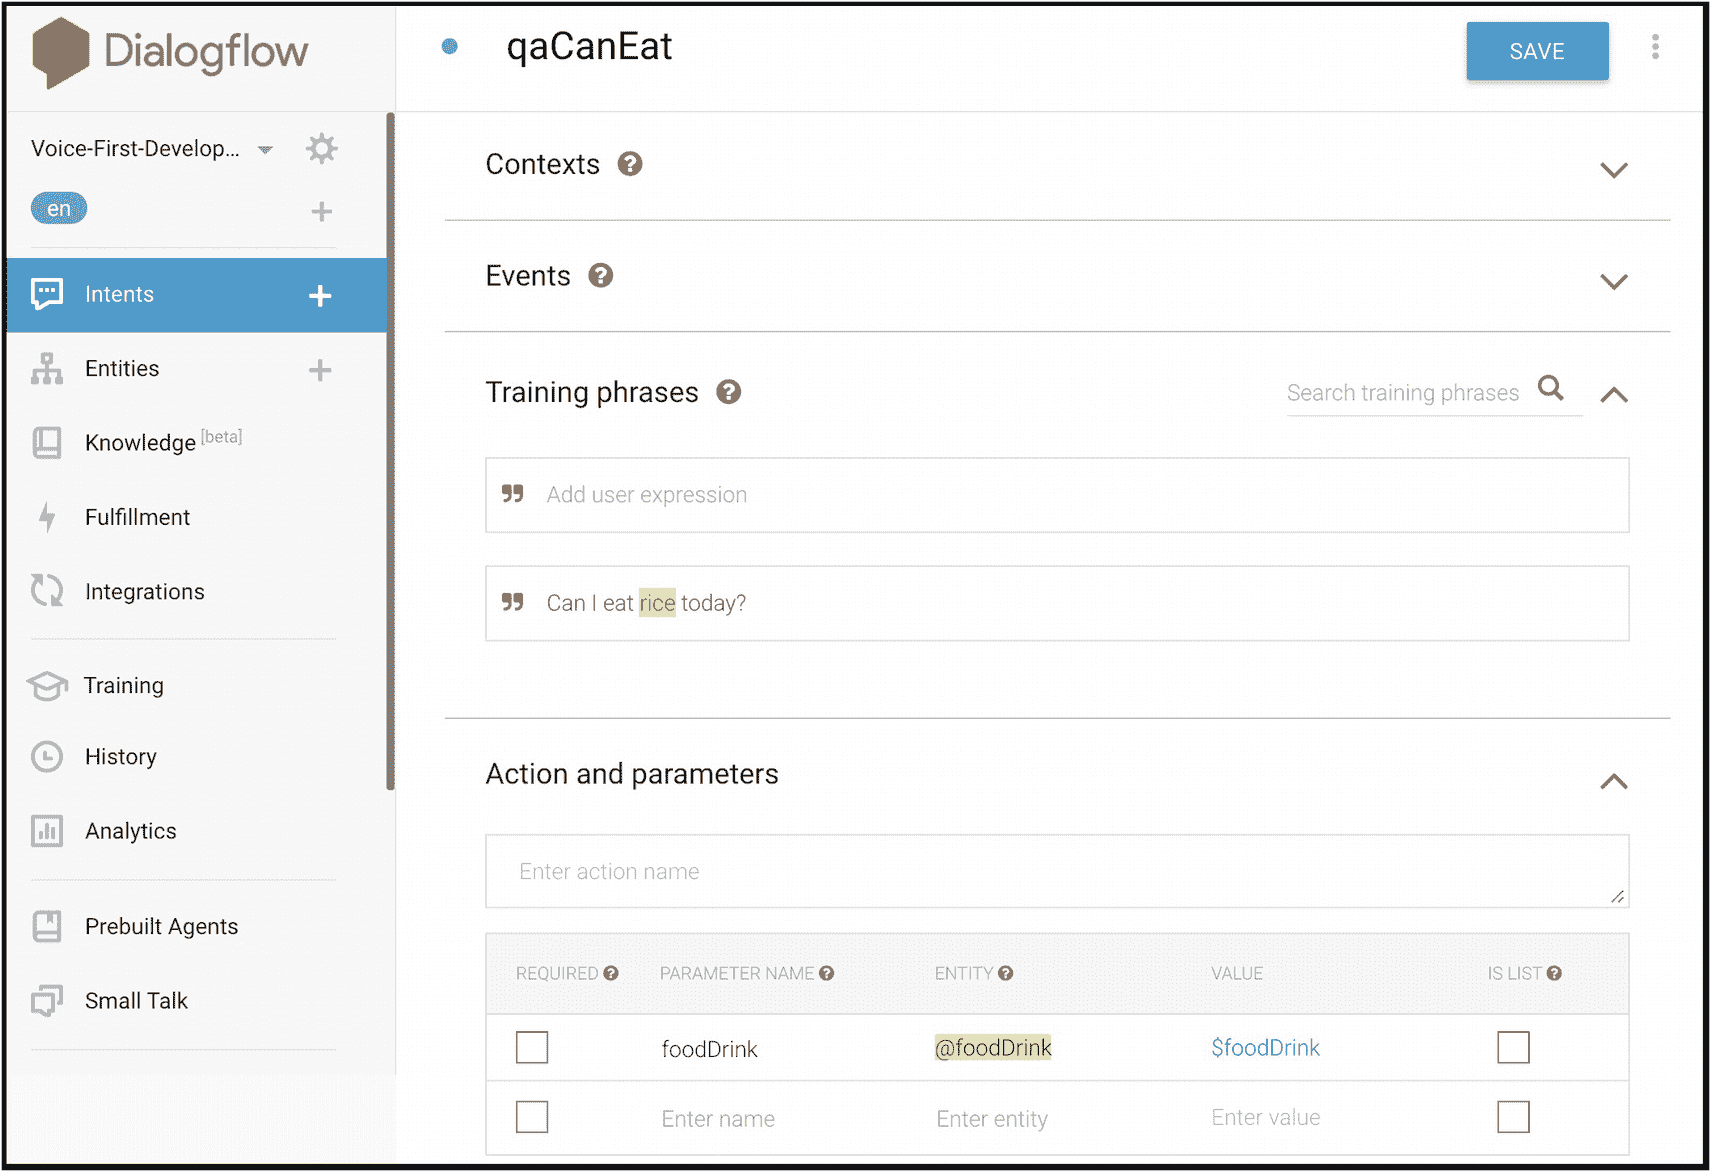 Dialogflow
qaCanEat
SAVE
Voice-First-Develop...
en
Intents
Entities
Knowledge [beta]
Fulfillment
Integrations
Training
History
Analytics
Prebuilt Agents
Small Talk
Contexts ?
Events ?
Training phrases ?
Search training phrases
Add user expression
Can I eat rice today?
Action and parameters
Enter action name
REQUIRED ? PARAMETER NAME ? ENTITY ? VALUE IS LIST ?
foodDrink @foodDrink $foodDrink
Enter name Enter entity Enter value